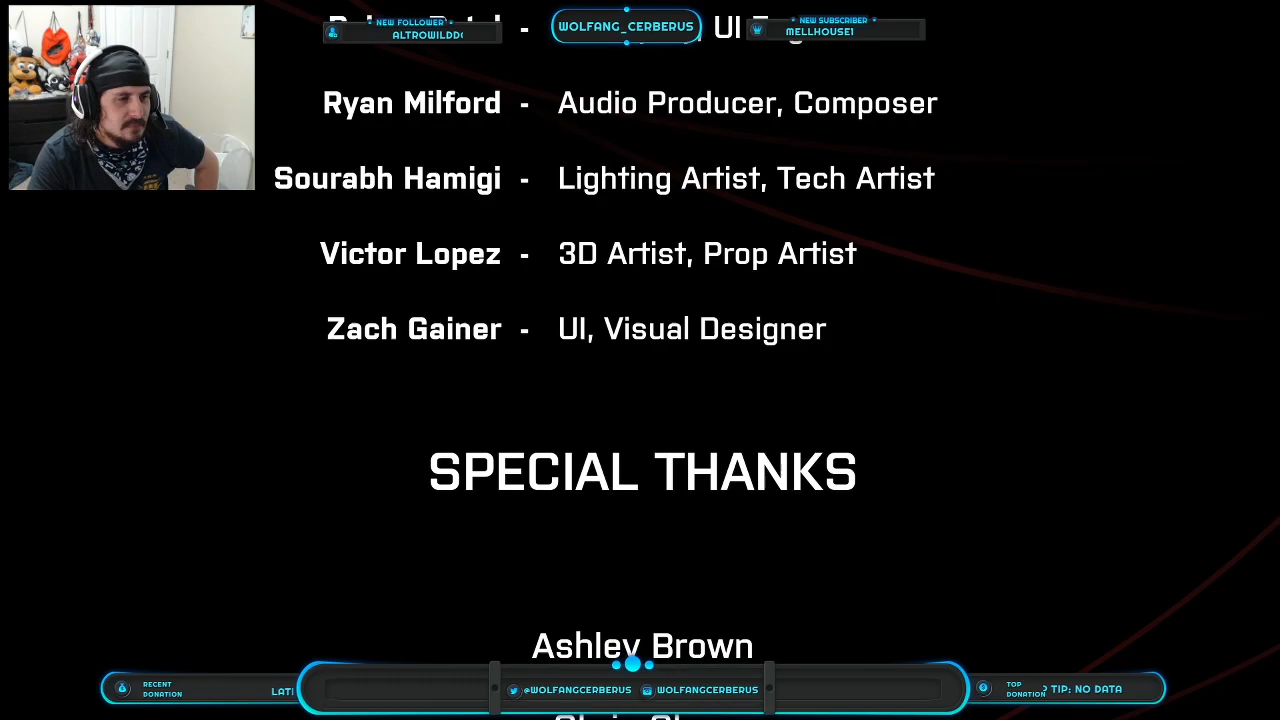 NEW FOLLOWER
ALTROWILDD
WOLFANG_CERBERUS
NEW SUBSCRIBER
MELLHOUSE1
- UI
Ryan Milford - Audio Producer, Composer
Sourabh Hamigi - Lighting Artist, Tech Artist
Victor Lopez - 3D Artist, Prop Artist
Zach Gainer - UI, Visual Designer
SPECIAL THANKS
Ashley Brown
RECENT DONATION
@WOLFANGCERBERUS
WOLFANGCERBERUS
TOP DONATION
TIP: NO DATA